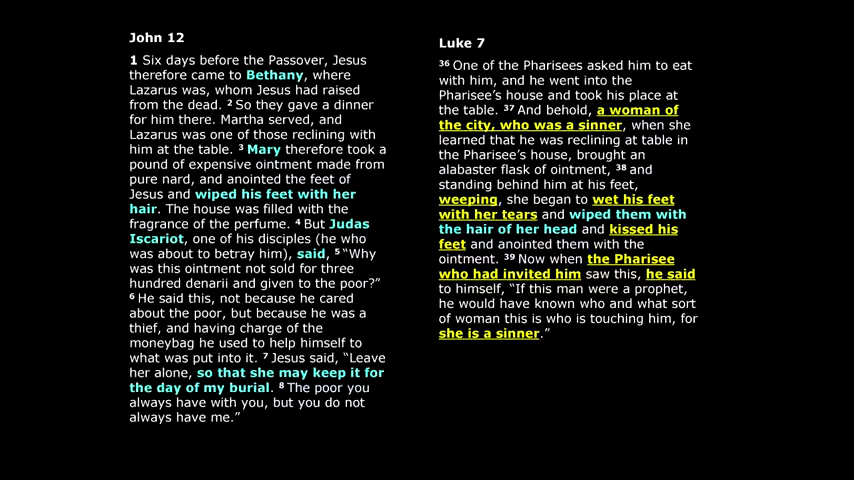 John 12
1 Six days before the Passover, Jesus
therefore came to Bethany, where
Lazarus was, whom Jesus had raised
from the dead. 2 So they gave a dinner
for him there. Martha served, and
Lazarus was one of those reclining with
him at the table. 3 Mary therefore took a
pound of expensive ointment made from
pure nard, and anointed the feet of
Jesus and wiped his feet with her
hair. The house was filled with the
fragrance of the perfume. 4 But Judas
Iscariot, one of his disciples (he who
was about to betray him), said, 5 “Why
was this ointment not sold for three
hundred denarii and given to the poor?”
6 He said this, not because he cared
about the poor, but because he was a
thief, and having charge of the
moneybag he used to help himself to
what was put into it. 7 Jesus said, “Leave
her alone, so that she may keep it for
the day of my burial. 8 The poor you
always have with you, but you do not
always have me.”
Luke 7
36 One of the Pharisees asked him to eat
with him, and he went into the
Pharisee’s house and took his place at
the table. 37 And behold, a woman of
the city, who was a sinner, when she
learned that he was reclining at table in
the Pharisee’s house, brought an
alabaster flask of ointment, 38 and
standing behind him at his feet,
weeping, she began to wet his feet
with her tears and wiped them with
the hair of her head and kissed his
feet and anointed them with the
ointment. 39 Now when the Pharisee
who had invited him saw this, he said
to himself, “If this man were a prophet,
he would have known who and what sort
of woman this is who is touching him, for
she is a sinner.”